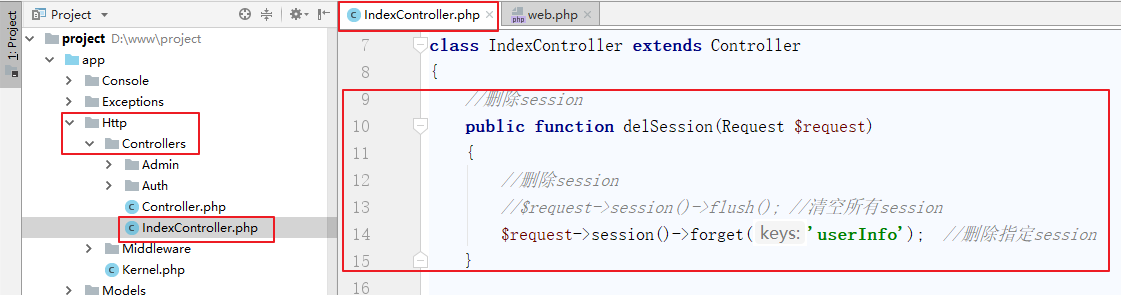 1: Project
Project
project D:\www\project
app
Console
Exceptions
Http
Controllers
Admin
Auth
Controller.php
IndexController.php
Middleware
Kernel.php
Models
IndexController.php × web.php ×
7 class IndexController extends Controller
8 {
9 //删除session
10 public function delSession(Request $request)
11 {
12 //删除session
13 //$request->session()->flush(); //清空所有session
14 $request->session()->forget( keys: 'userInfo'); //删除指定session
15 }
16